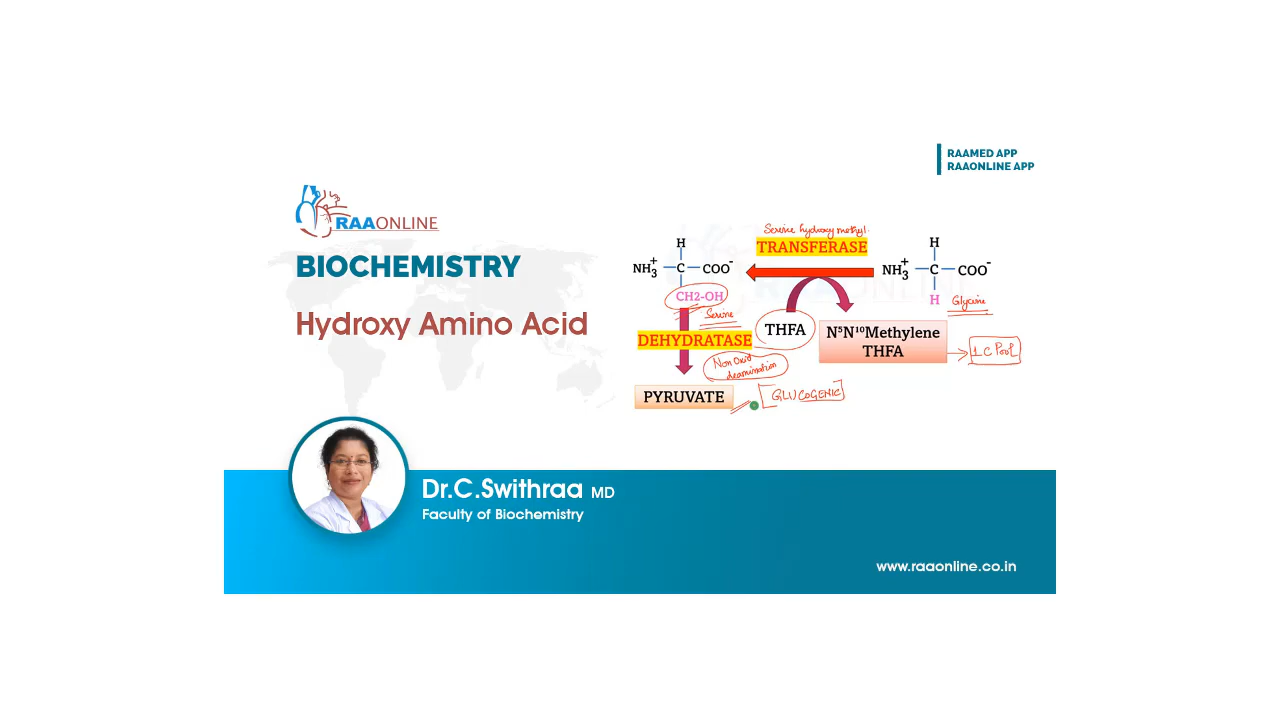 RAAMED APP
RAAONLINE APP
RAAONLINE
BIOCHEMISTRY
Hydroxy Amino Acid
Serine hydroxy methyl
TRANSFERASE
H
NH₃⁺ C COO⁻
CH2-OH
Serine
H
NH₃⁺ C COO⁻
H
Glycine
DEHYDRATASE
THFA
N⁵N¹⁰Methylene
THFA
1 C Pool
Non Oxid
deamination
PYRUVATE
GLUCOGENIC
Dr.C.Swithraa MD
Faculty of Biochemistry
www.raaonline.co.in